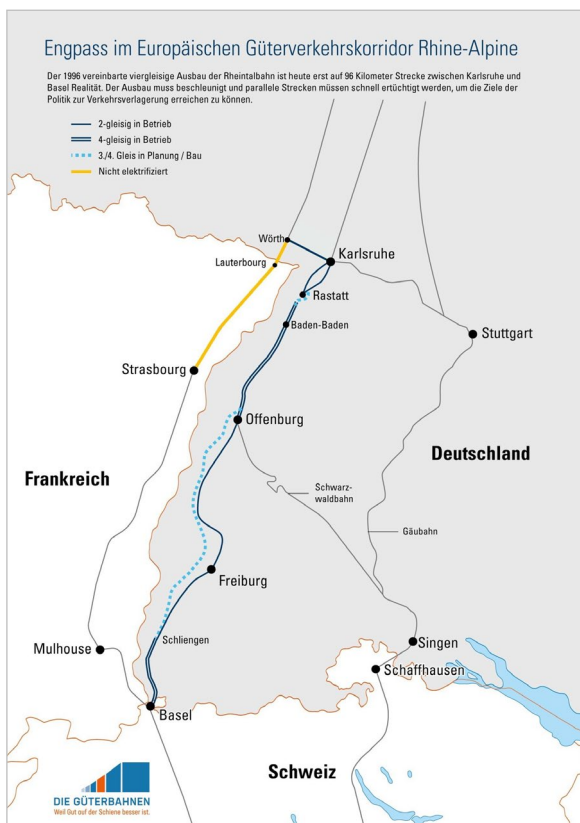 Engpass im Europäischen Güterverkehrskorridor Rhine-Alpine
Der 1996 vereinbarte viergleisige Ausbau der Rheintalbahn ist heute erst auf 96 Kilometer Strecke zwischen Karlsruhe und
Basel Realität. Der Ausbau muss beschleunigt und parallele Strecken müssen schnell ertüchtigt werden, um die Ziele der
Politik zur Verkehrsverlagerung erreichen zu können.
2-gleisig in Betrieb
4-gleisig in Betrieb
3./4. Gleis in Planung / Bau
Nicht elektrifiziert
Wörth
Karlsruhe
Lauterbourg
Rastatt
Baden-Baden
Stuttgart
Strasbourg
Offenburg
Deutschland
Frankreich
Schwarz-
waldbahn
Gäubahn
Freiburg
Schliengen
Mulhouse
Singen
Schaffhausen
Basel
Schweiz
DIE GÜTERBAHNEN
Weil Gut auf der Schiene besser ist.